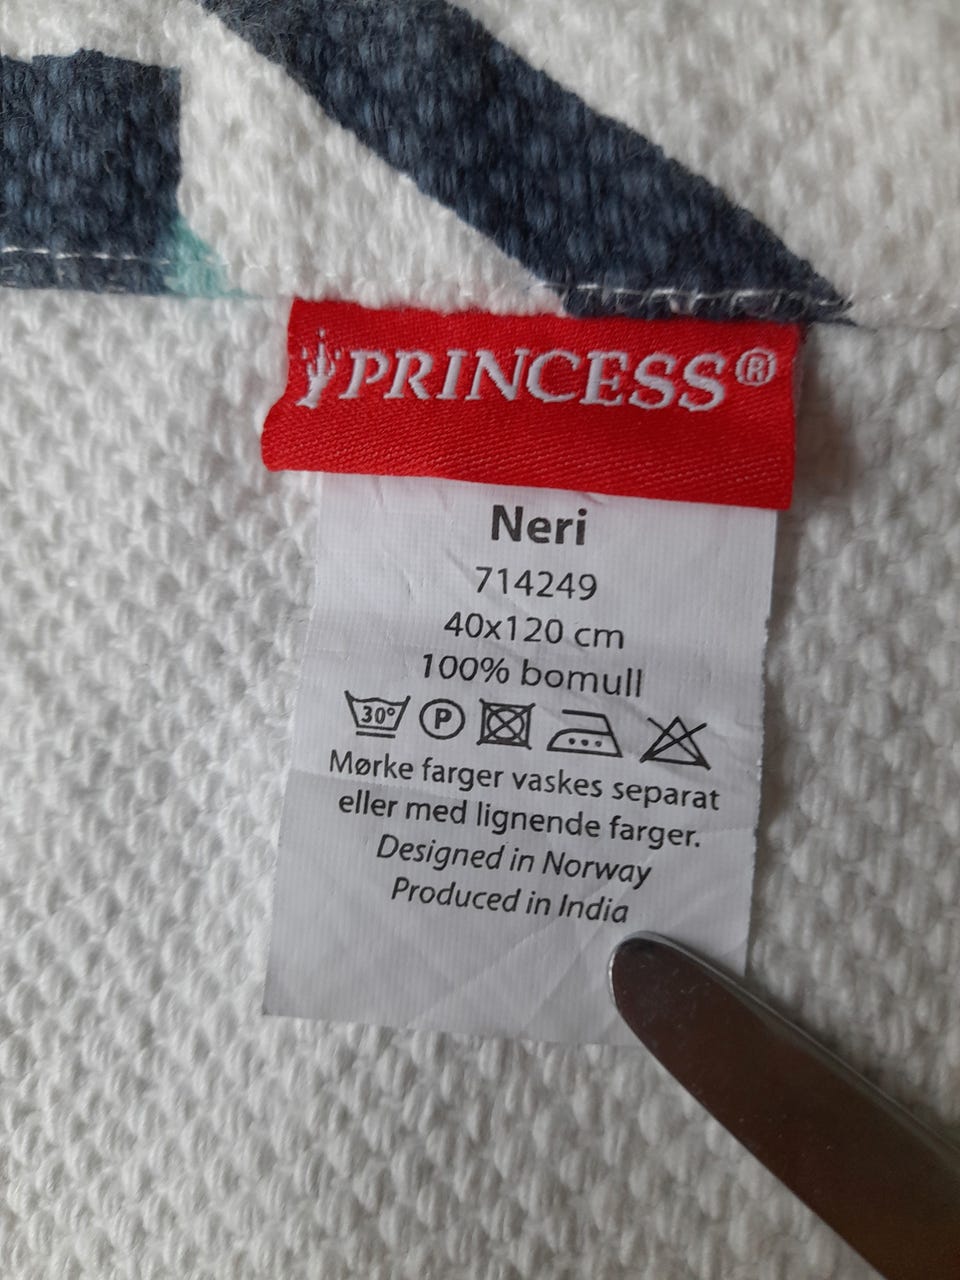 PRINCESS®
Neri
714249
40x120 cm
100% bomull
30° P
Mørke farger vaskes separat
eller med lignende farger.
Designed in Norway
Produced in India